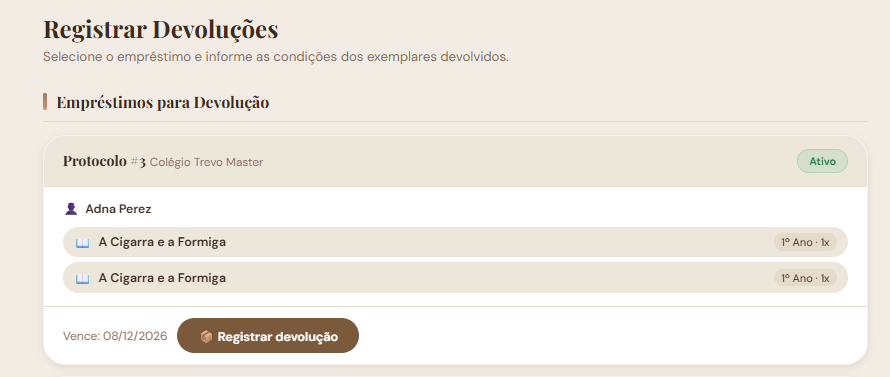 Registrar Devoluções
Selecione o empréstimo e informe as condições dos exemplares devolvidos.
Empréstimos para Devolução
Protocolo #3 Colégio Trevo Master
Ativo
Adna Perez
A Cigarra e a Formiga
1º Ano · 1x
A Cigarra e a Formiga
1º Ano · 1x
Vence: 08/12/2026
Registrar devolução